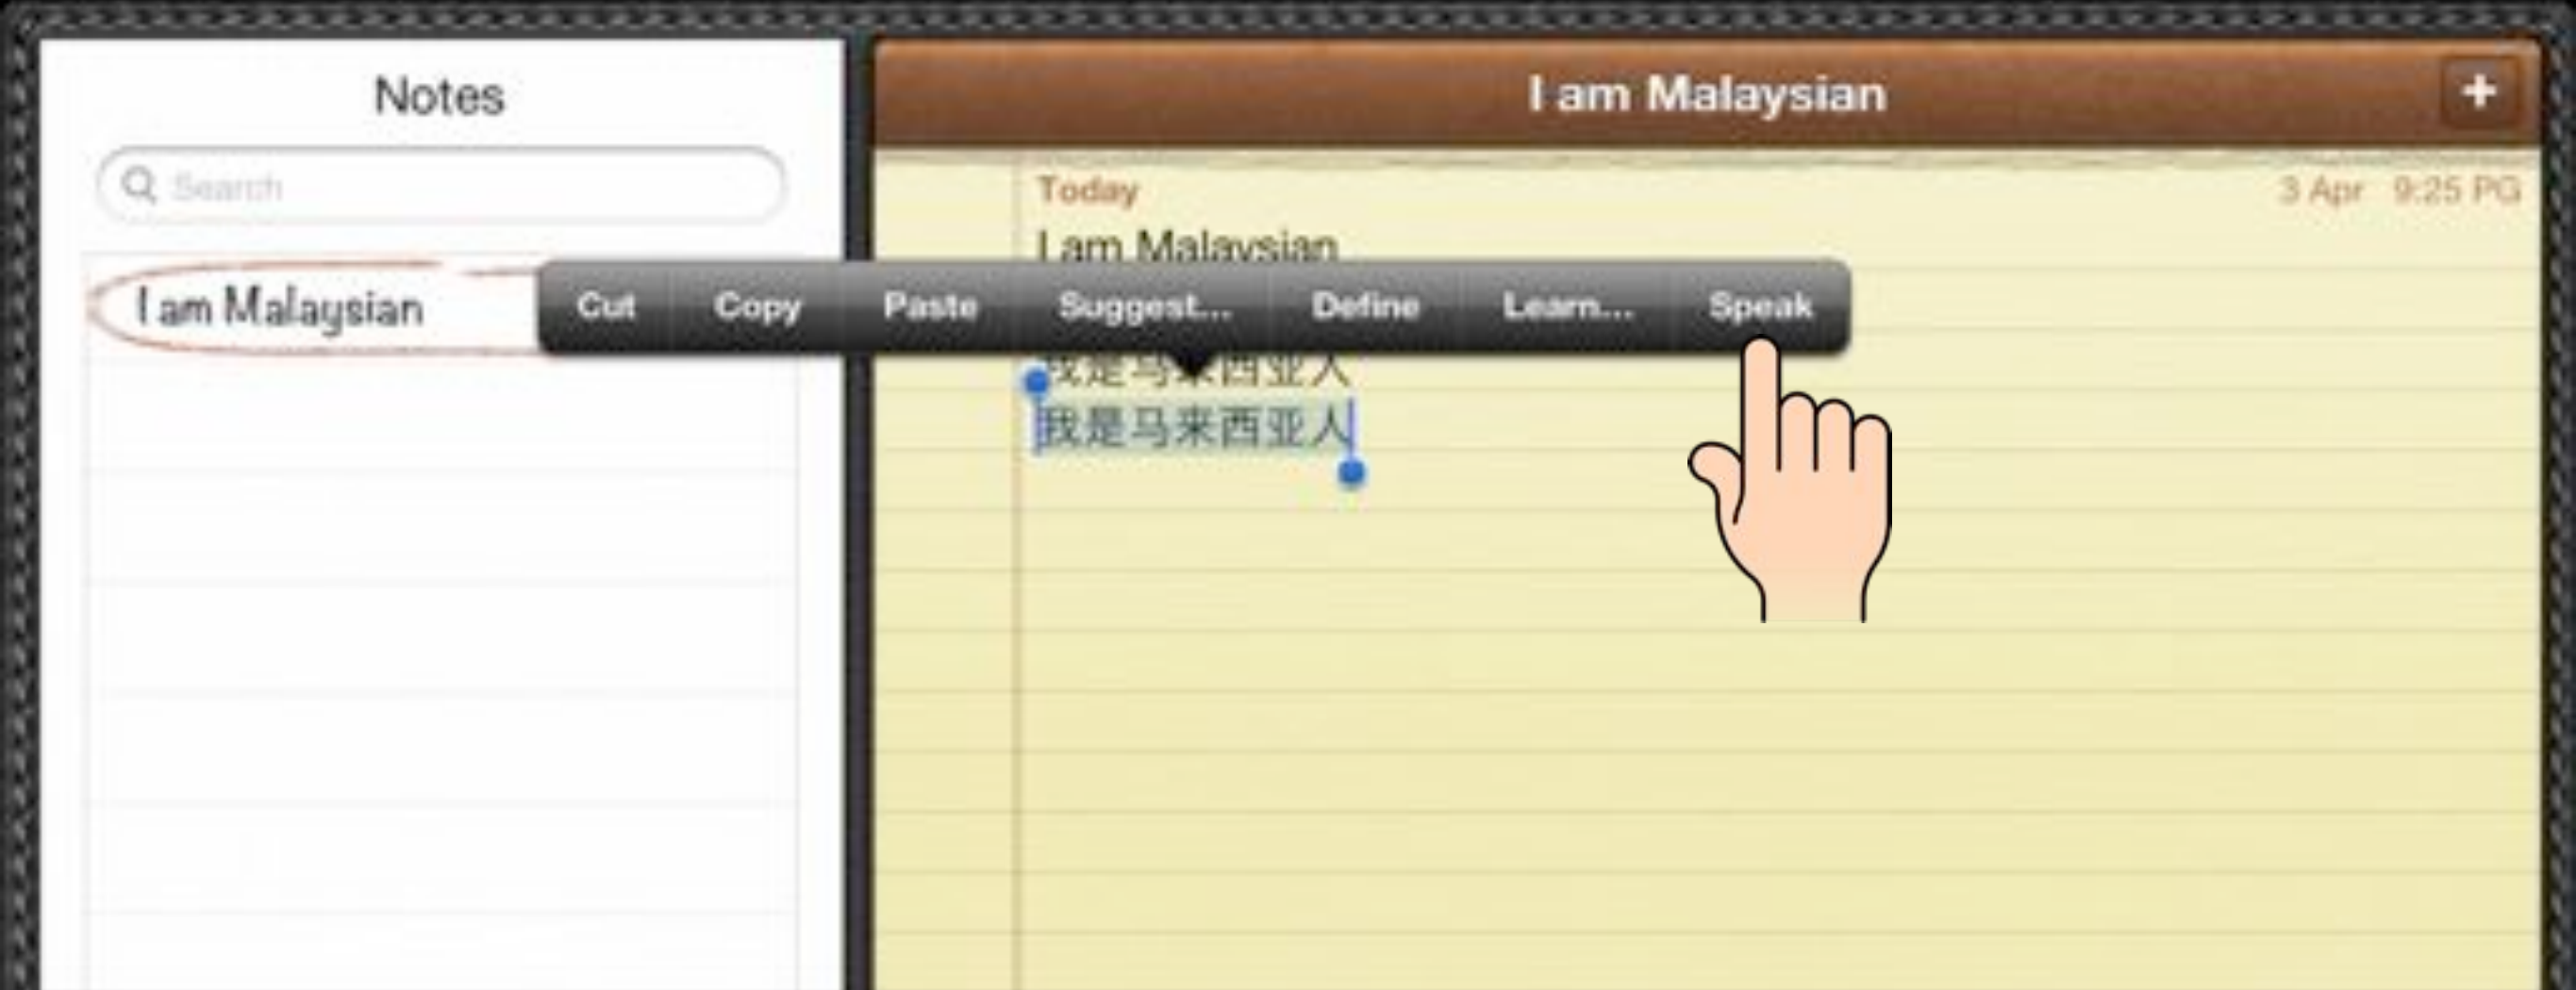 Notes
Search
I am Malaysian
I am Malaysian
+
Today 3 Apr 9:25 PG
I am Malaysian
Cut Copy Paste Suggest... Define Learn... Speak
我是马来西亚人
我是马来西亚人